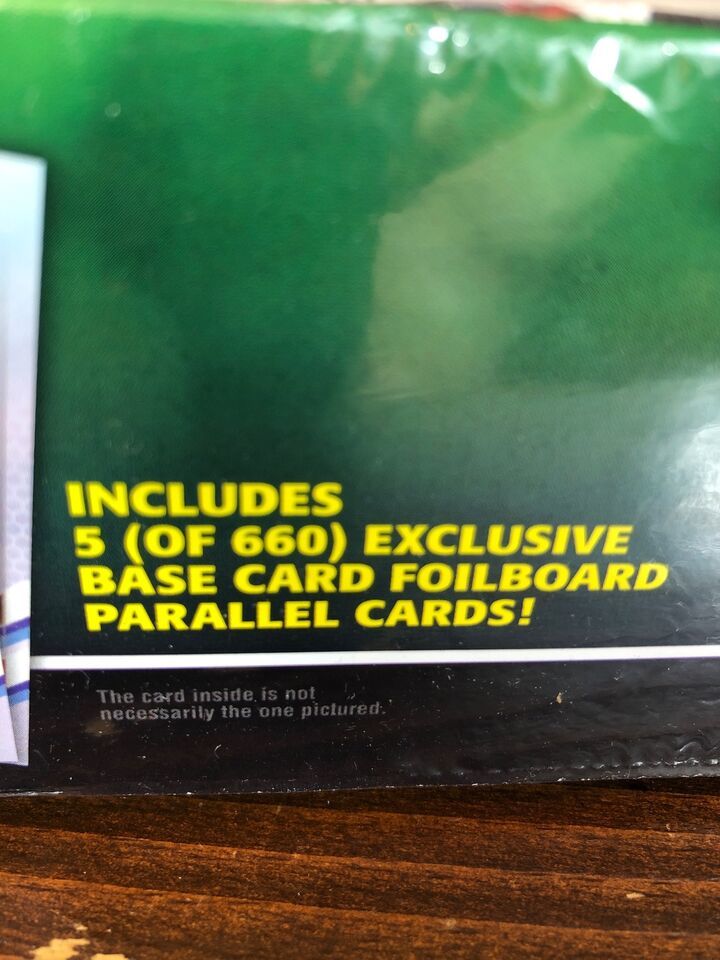 INCLUDES
5 (OF 660) EXCLUSIVE
BASE CARD FOILBOARD
PARALLEL CARDS!
The card inside is not
necessarily the one pictured.